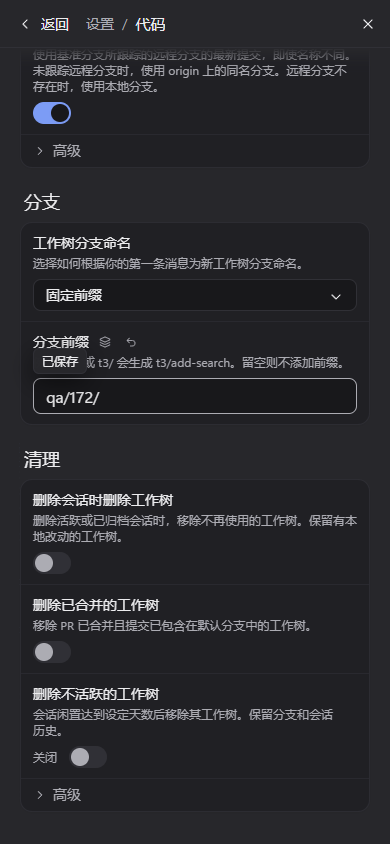 返回 设置 / 代码
使用基准分支所跟踪的远程分支的最新提交，即使名称不同。
未跟踪远程分支时，使用 origin 上的同名分支。远程分支不
存在时，使用本地分支。
高级
分支
工作树分支命名
选择如何根据你的第一条消息为新工作树分支命名。
固定前缀
分支前缀
已保存 或 t3/ 会生成 t3/add-search。留空则不添加前缀。
qa/172/
清理
删除会话时删除工作树
删除活跃或已归档会话时，移除不再使用的工作树。保留有本
地改动的工作树。
删除已合并的工作树
移除 PR 已合并且提交已包含在默认分支中的工作树。
删除不活跃的工作树
会话闲置达到设定天数后移除其工作树。保留分支和会话
历史。
关闭
高级